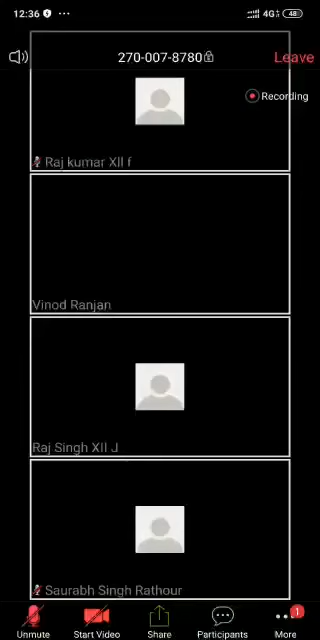 12:36
4G
48
270-007-8780
Leave
Recording
Raj kumar XII f
Vinod Ranjan
Raj Singh XII J
Saurabh Singh Rathour
1
Unmute Start Video Share Participants More